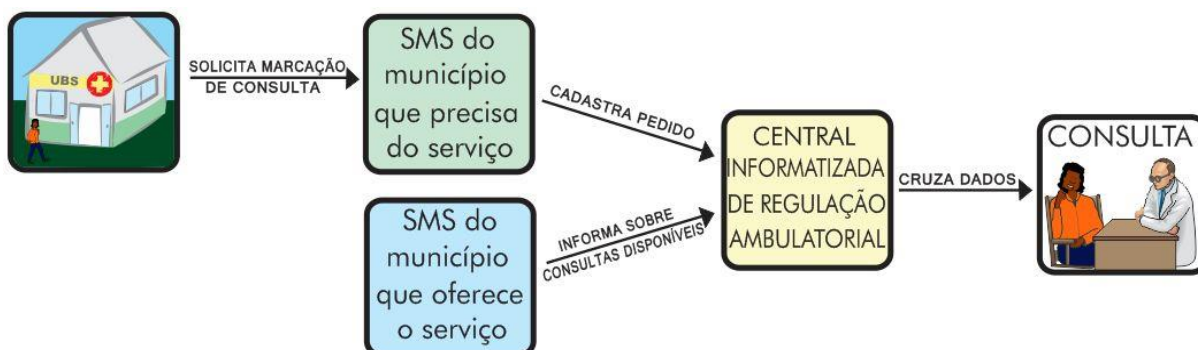 UBS
SOLICITA MARCAÇÃO
DE CONSULTA
SMS do
município
que precisa
do serviço
CADASTRA PEDIDO
SMS do
município
que oferece
o serviço
INFORMA SOBRE
CONSULTAS DISPONÍVEIS
CENTRAL
INFORMATIZADA
DE REGULAÇÃO
AMBULATORIAL
CRUZA DADOS
CONSULTA